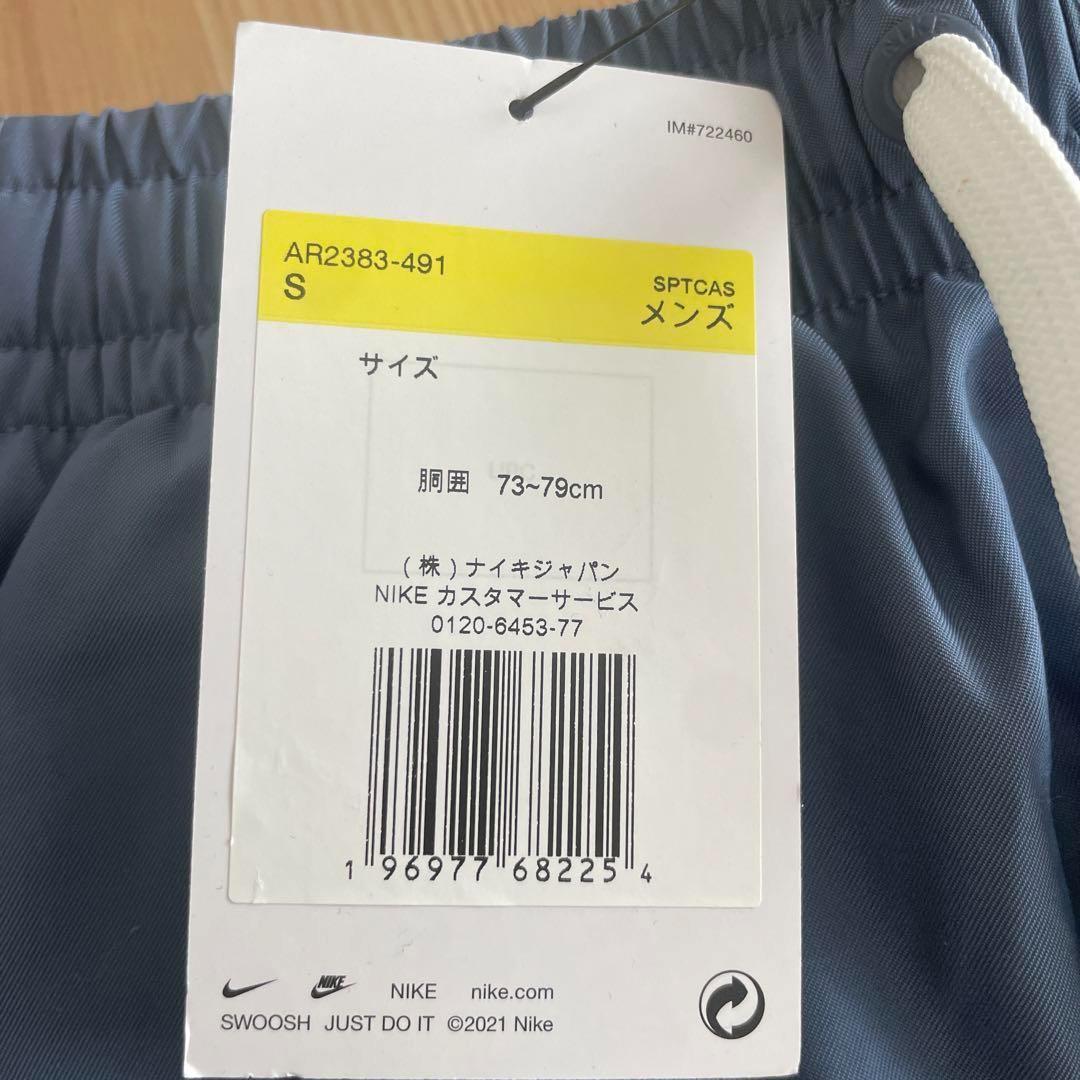 NIKE
IM#722460
AR2383-491
S
SPTCAS
メンズ
サイズ
胴囲 73~79cm
(株)ナイキジャパン
NIKE カスタマーサービス
0120-6453-77
1 96977 68225 4
NIKE NIKE nike.com
SWOOSH JUST DO IT ©2021 Nike